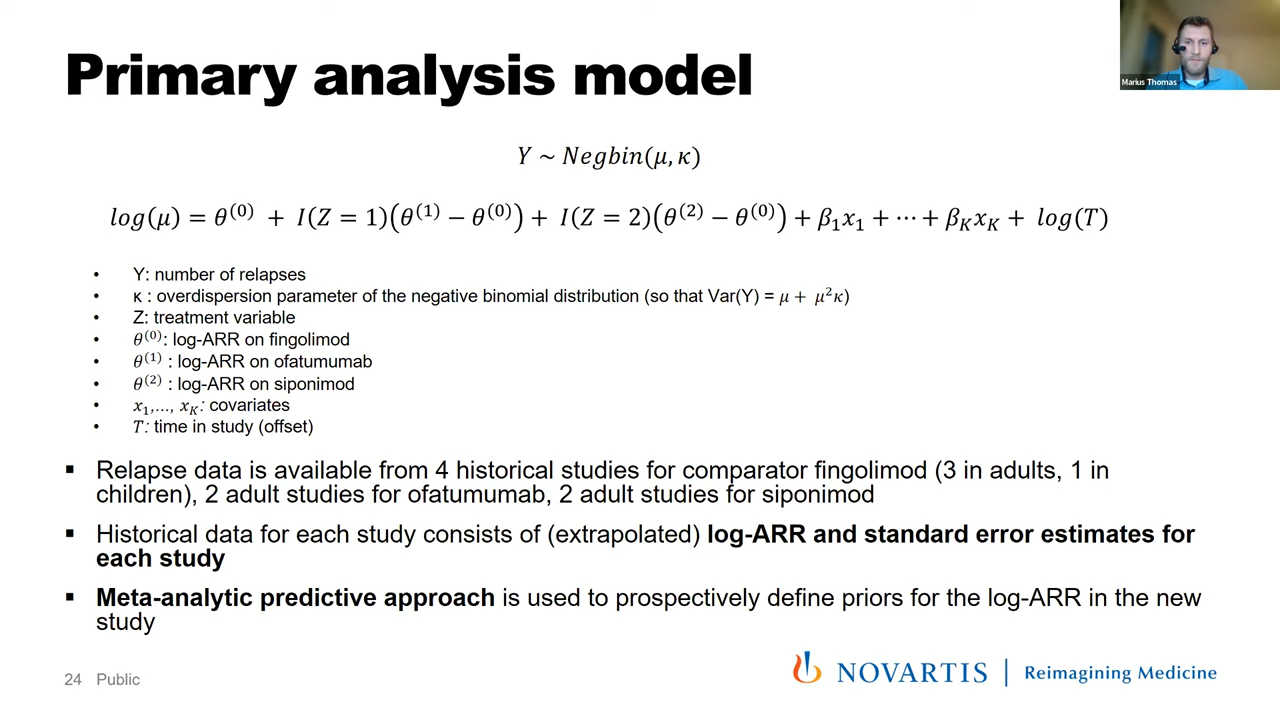 Primary analysis model
Marius Thomas
Y ~ Negbin(μ, κ)
log(μ) = θ⁽⁰⁾ + I(Z = 1)(θ⁽¹⁾ − θ⁽⁰⁾) + I(Z = 2)(θ⁽²⁾ − θ⁽⁰⁾) + β₁x₁ + ⋯ + β_K x_K + log(T)
• Y: number of relapses
• κ : overdispersion parameter of the negative binomial distribution (so that Var(Y) = μ + μ²κ)
• Z: treatment variable
• θ⁽⁰⁾: log-ARR on fingolimod
• θ⁽¹⁾ : log-ARR on ofatumumab
• θ⁽²⁾ : log-ARR on siponimod
• x₁,..., x_K: covariates
• T: time in study (offset)
▪ Relapse data is available from 4 historical studies for comparator fingolimod (3 in adults, 1 in
children), 2 adult studies for ofatumumab, 2 adult studies for siponimod
▪ Historical data for each study consists of (extrapolated) log-ARR and standard error estimates for
each study
▪ Meta-analytic predictive approach is used to prospectively define priors for the log-ARR in the new
study
24 Public
NOVARTIS | Reimagining Medicine